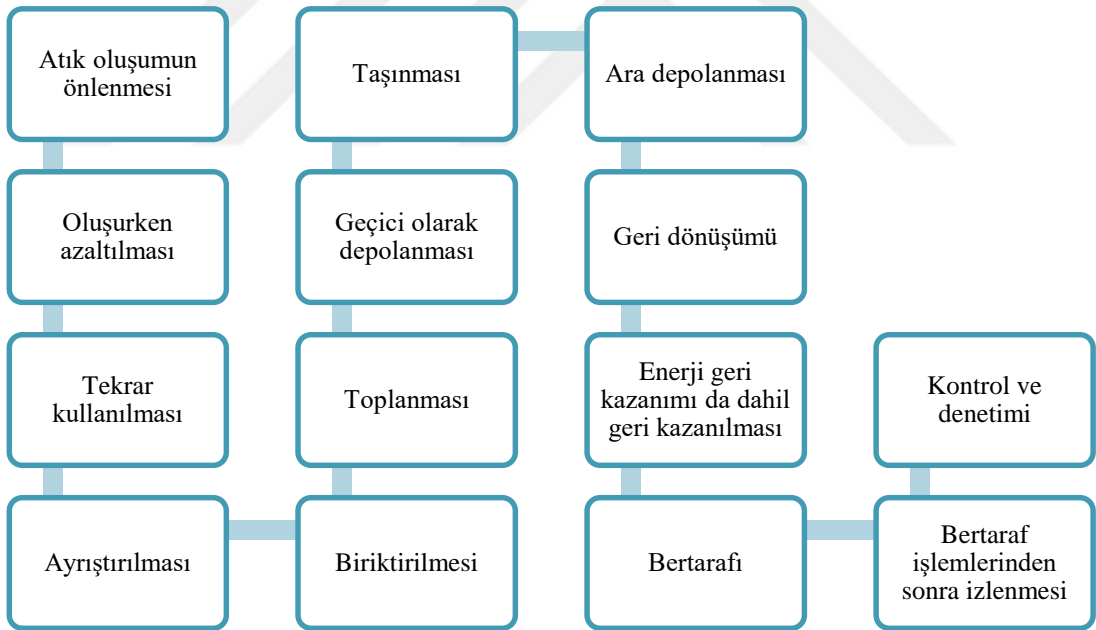 Atık oluşumun
önlenmesi
Oluşurken
azaltılması
Tekrar
kullanılması
Ayrıştırılması
Biriktirilmesi
Toplanması
Geçici olarak
depolanması
Taşınması
Ara depolanması
Geri dönüşümü
Enerji geri
kazanımı da dahil
geri kazanılması
Bertarafı
Bertaraf
işlemlerinden
sonra izlenmesi
Kontrol ve
denetimi